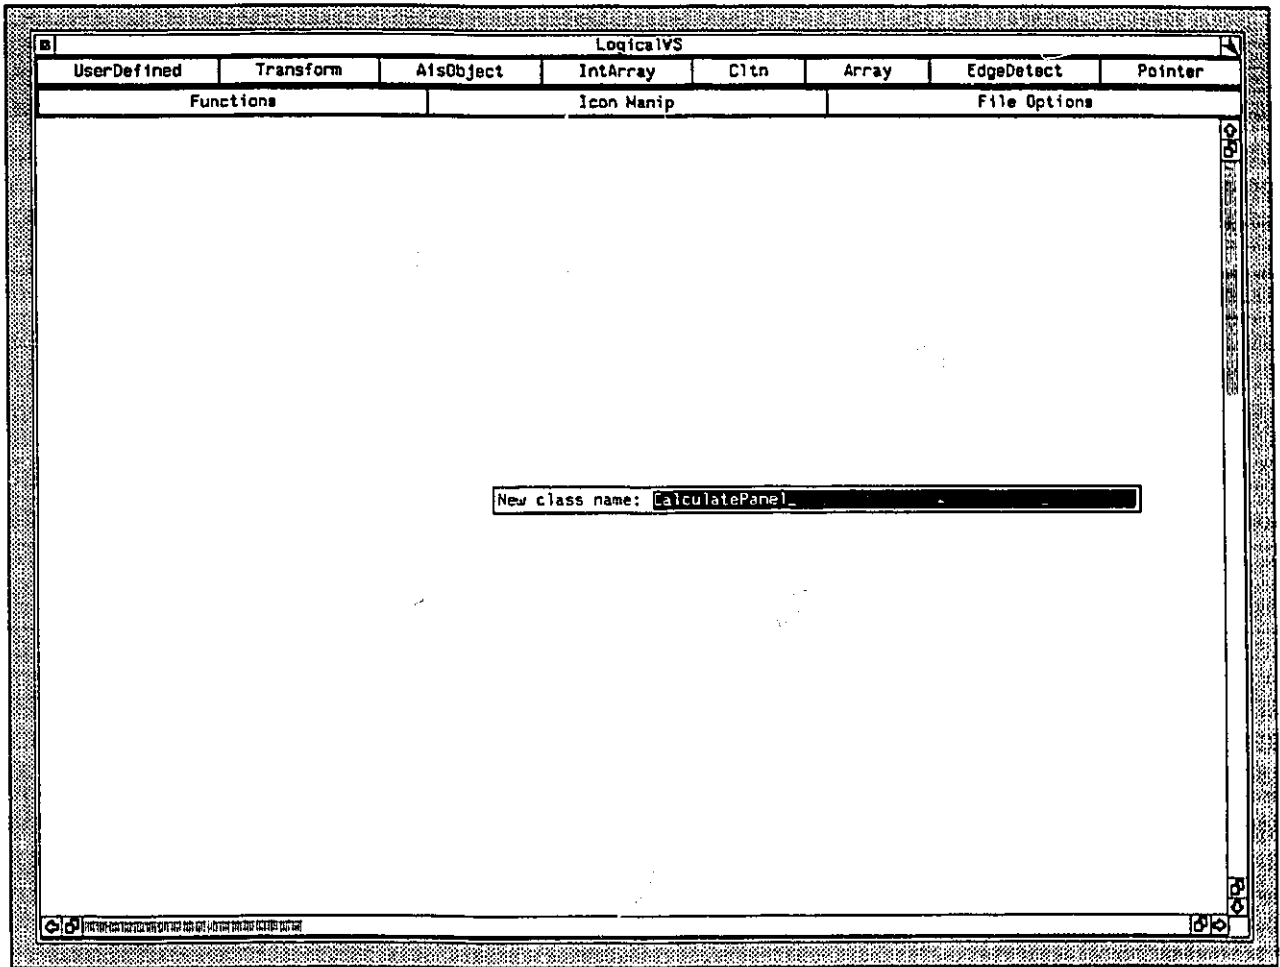 LogicalVS
UserDefined Transform AisObject IntArray Cltn Array EdgeDetect Pointer
Functions Icon Manip File Options
New class name: CalculatePanel_